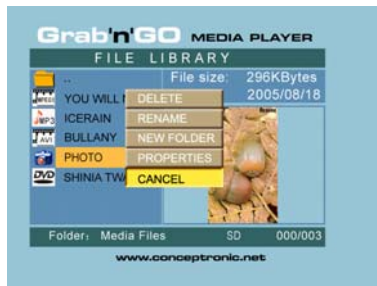 Grab'n'GO MEDIA PLAYER
FILE LIBRARY
.. File size: 296KBytes
YOU WILL DELETE 2005/08/18
MP3 ICERAIN RENAME
AVI BULLANY NEW FOLDER
PHOTO PROPERTIES
DVD SHINIA TWA CANCEL
Folder: Media Files SD 000/003
www.conceptronic.net